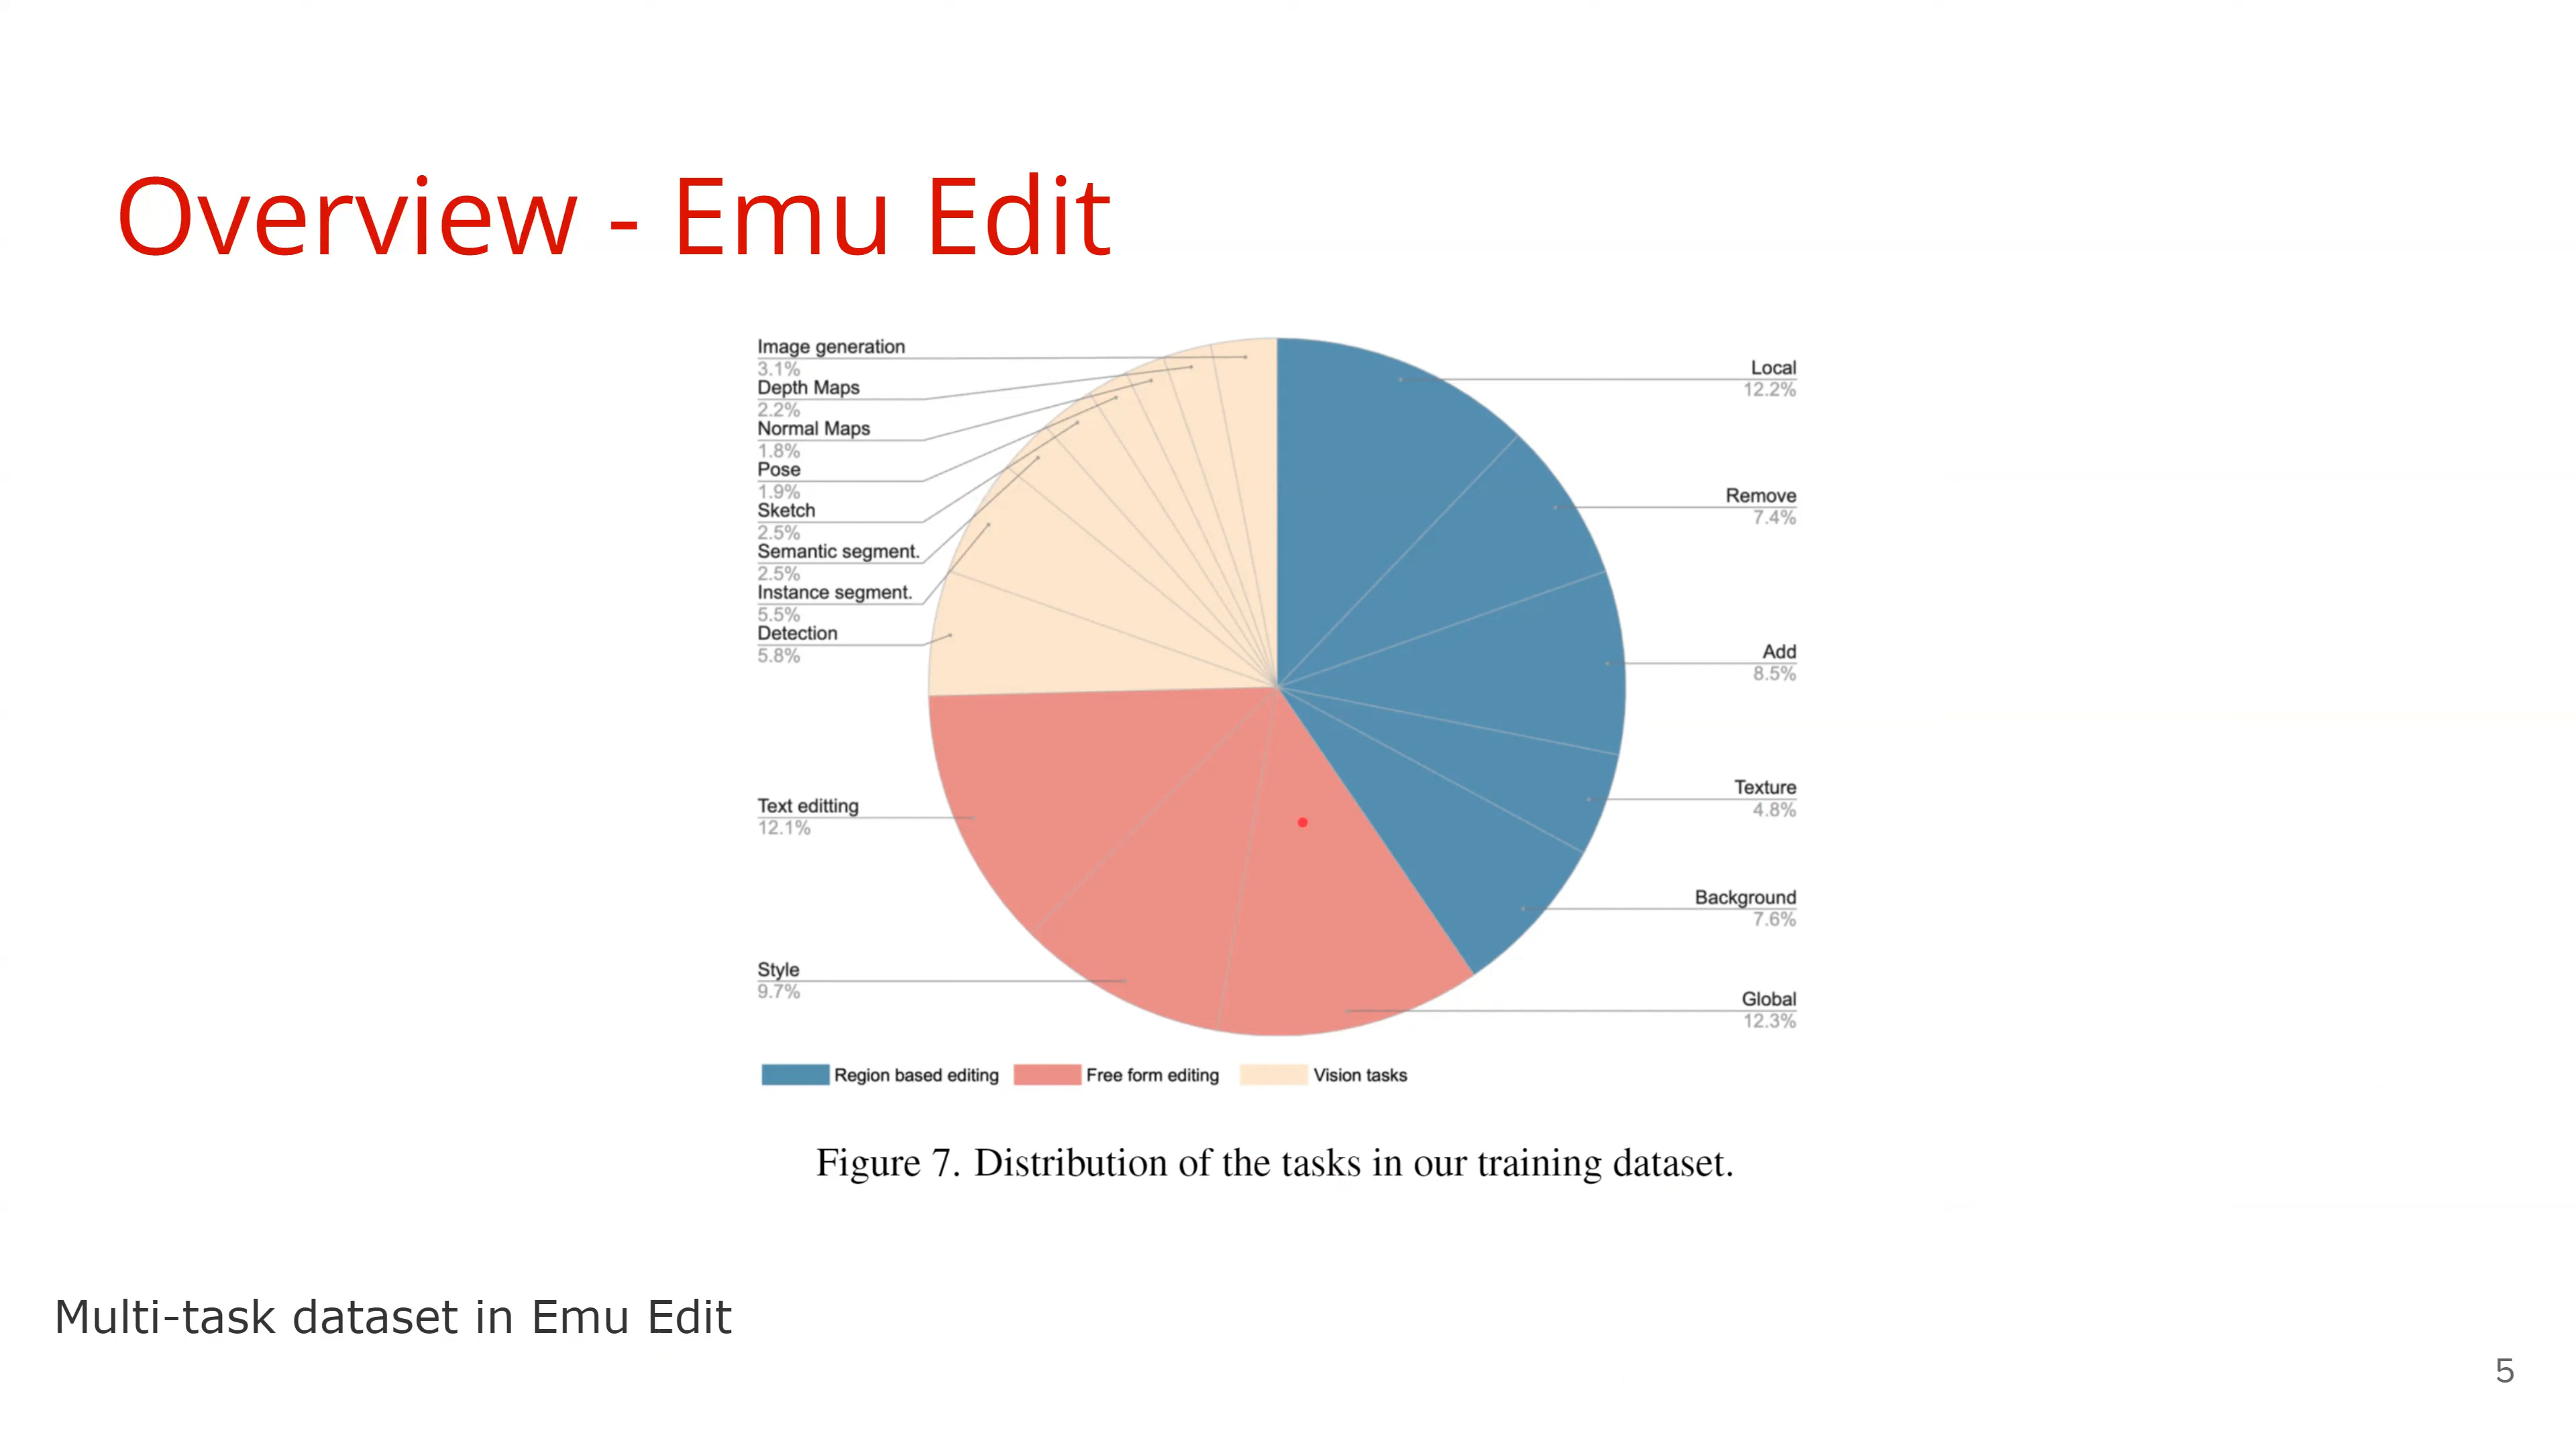 Overview - Emu Edit
Image generation
3.1%
Depth Maps
2.2%
Normal Maps
1.8%
Pose
1.9%
Sketch
2.5%
Semantic segment.
2.5%
Instance segment.
5.5%
Detection
5.8%
Text editting
12.1%
Style
9.7%
Local
12.2%
Remove
7.4%
Add
8.5%
Texture
4.8%
Background
7.6%
Global
12.3%
Region based editing
Free form editing
Vision tasks
Figure 7. Distribution of the tasks in our training dataset.
Multi-task dataset in Emu Edit
5